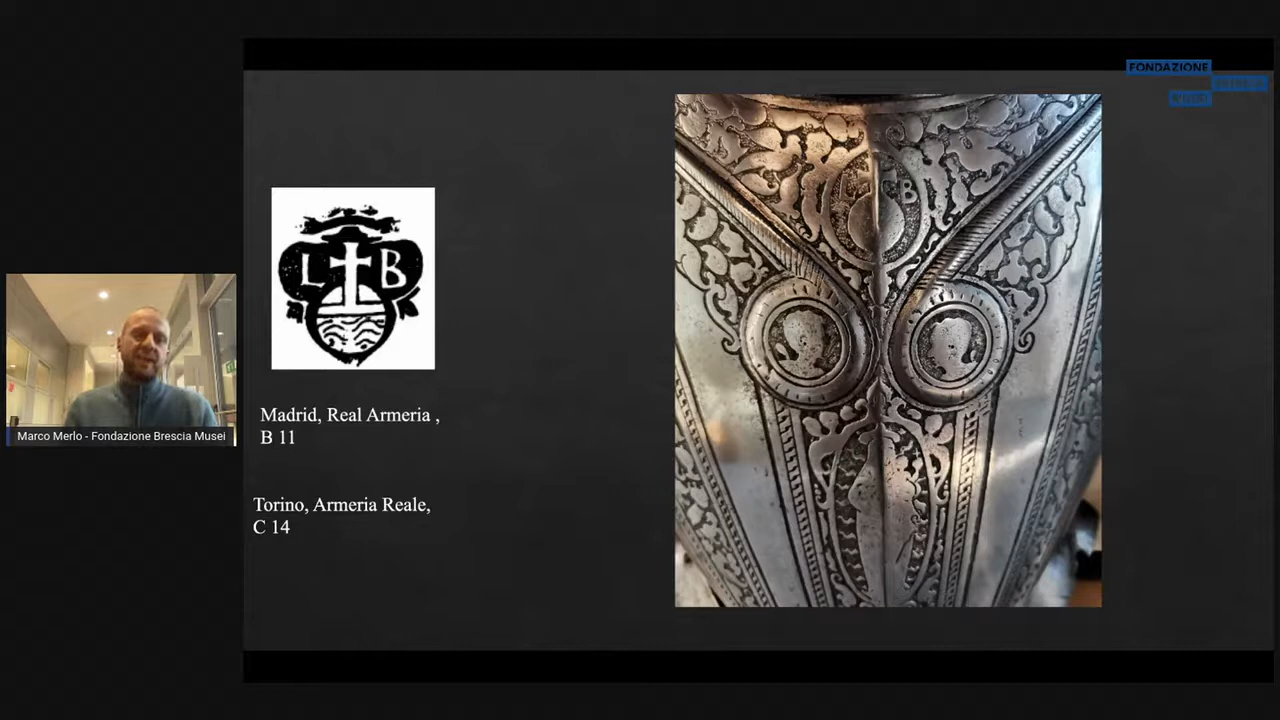 FONDAZIONE
L B
B
Madrid, Real Armeria ,
B 11
Marco Merlo - Fondazione Brescia Musei
Torino, Armeria Reale,
C 14